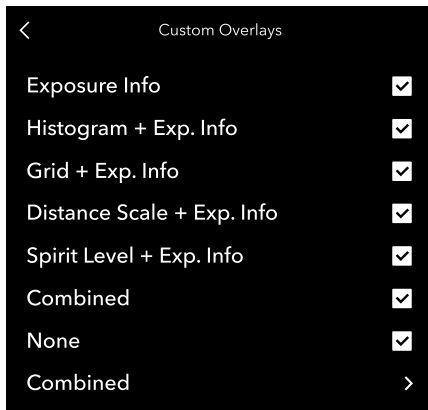 Custom Overlays
Exposure Info
Histogram + Exp. Info
Grid + Exp. Info
Distance Scale + Exp. Info
Spirit Level + Exp. Info
Combined
None
Combined